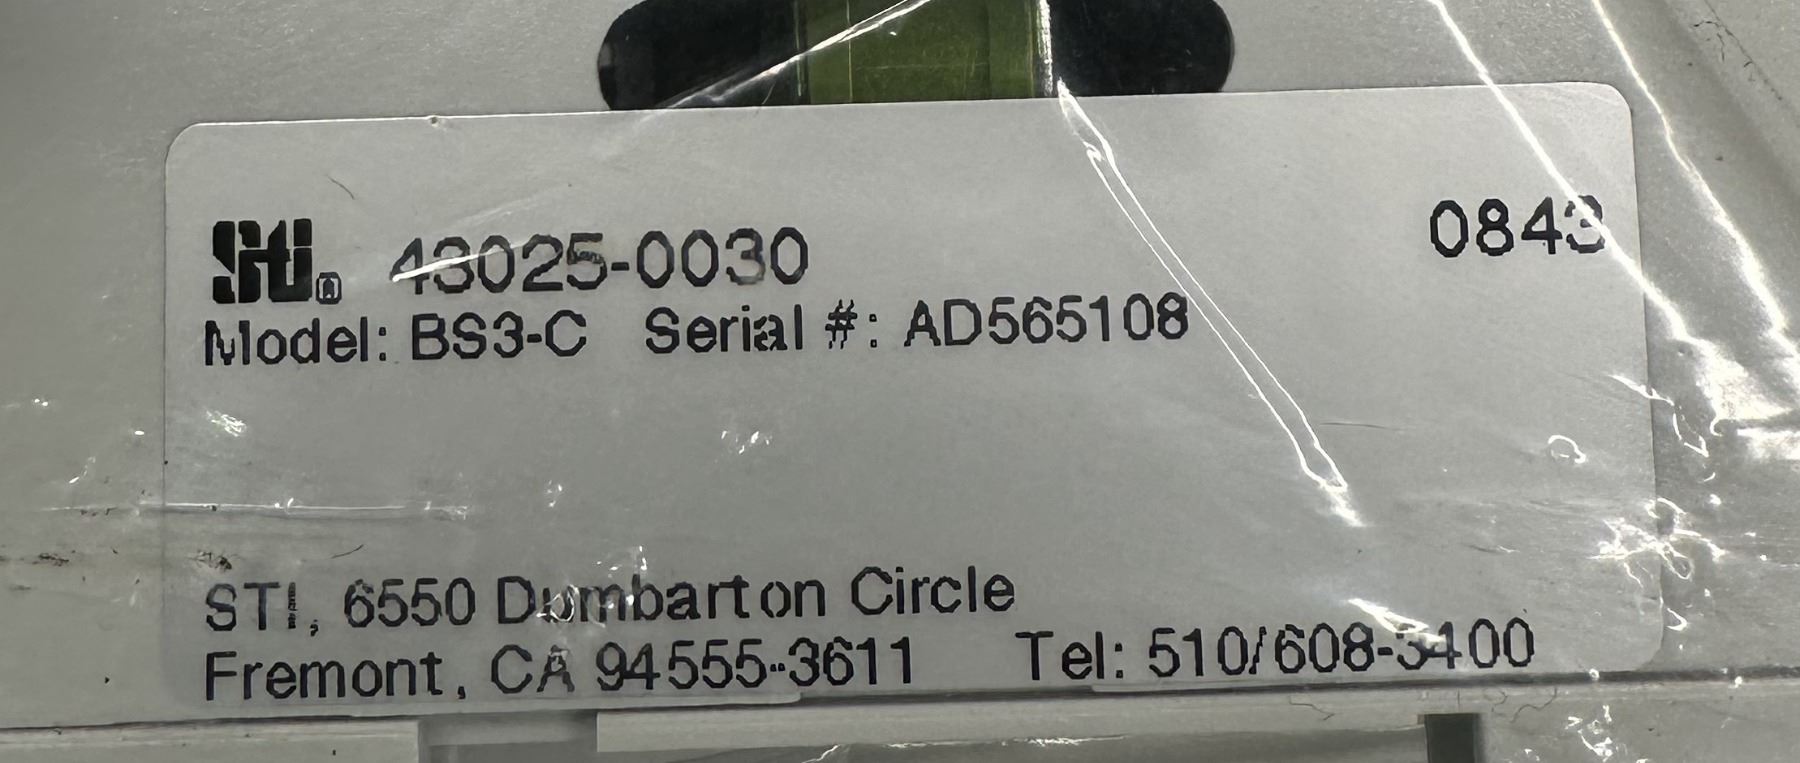 STI® 43025-0030 0843
Model: BS3-C Serial #: AD565108
STI, 6550 Dumbarton Circle
Fremont, CA 94555-3611 Tel: 510/608-3400